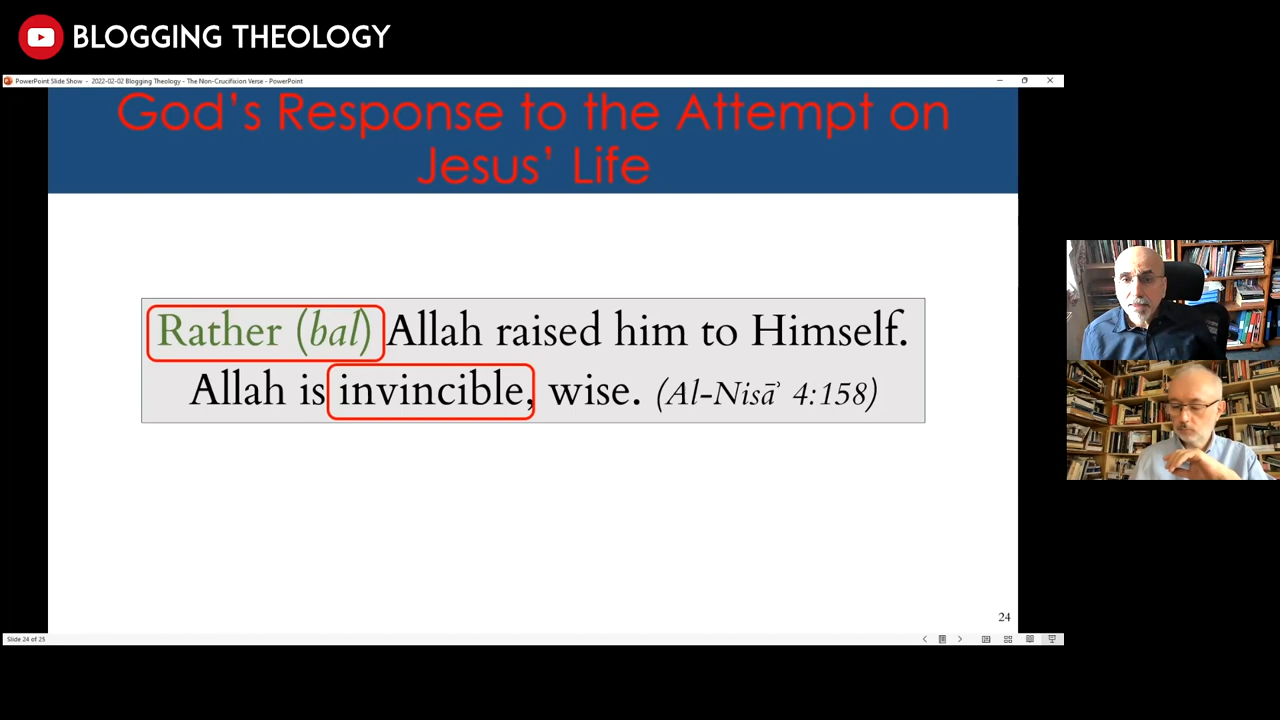 BLOGGING THEOLOGY
PowerPoint Slide Show - 2022-02-02 Blogging Theology - The Non-Crucifixion Verse - PowerPoint
God's Response to the Attempt on
Jesus' Life
Rather (bal) Allah raised him to Himself.
Allah is invincible, wise. (Al-Nisāʾ 4:158)
24
Slide 24 of 25